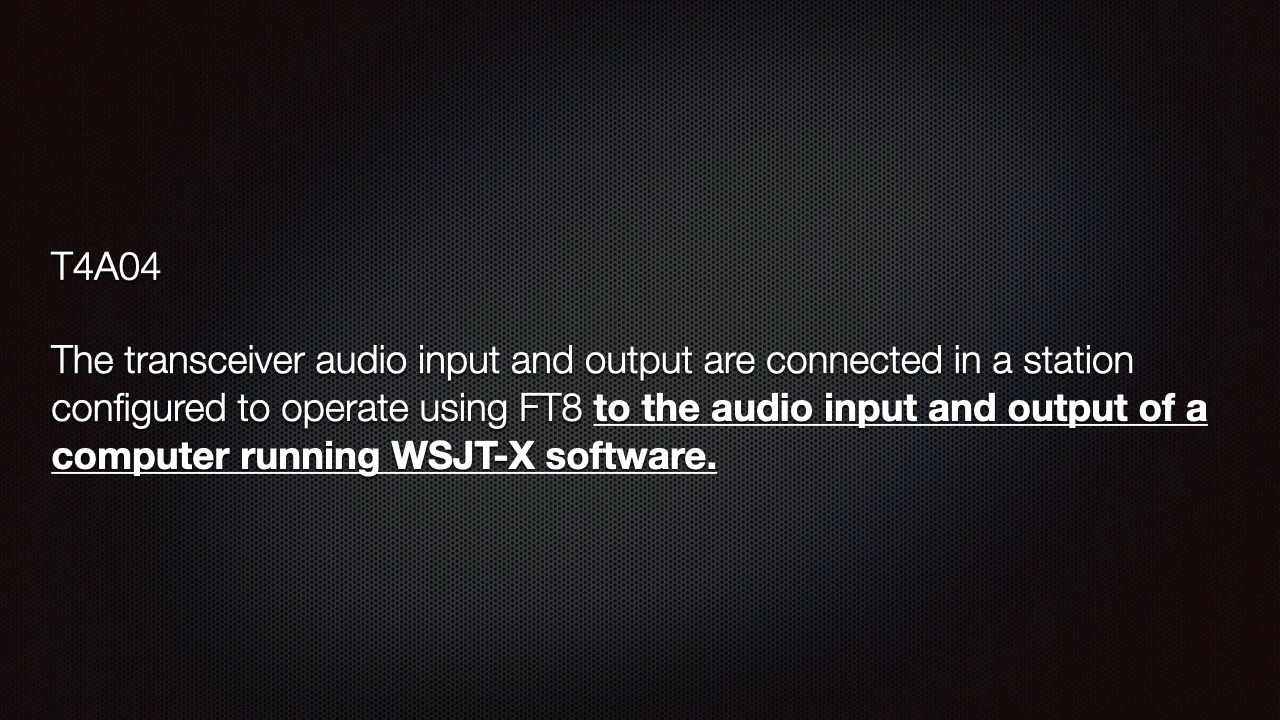 T4A04
The transceiver audio input and output are connected in a station
configured to operate using FT8 to the audio input and output of a
computer running WSJT-X software.